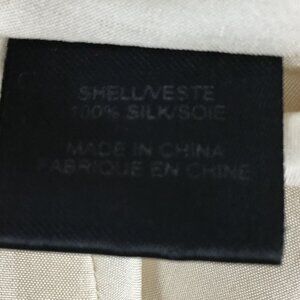 SHELL/VESTE
100% SILK/SOIE
MADE IN CHINA
FABRIQUE EN CHINE